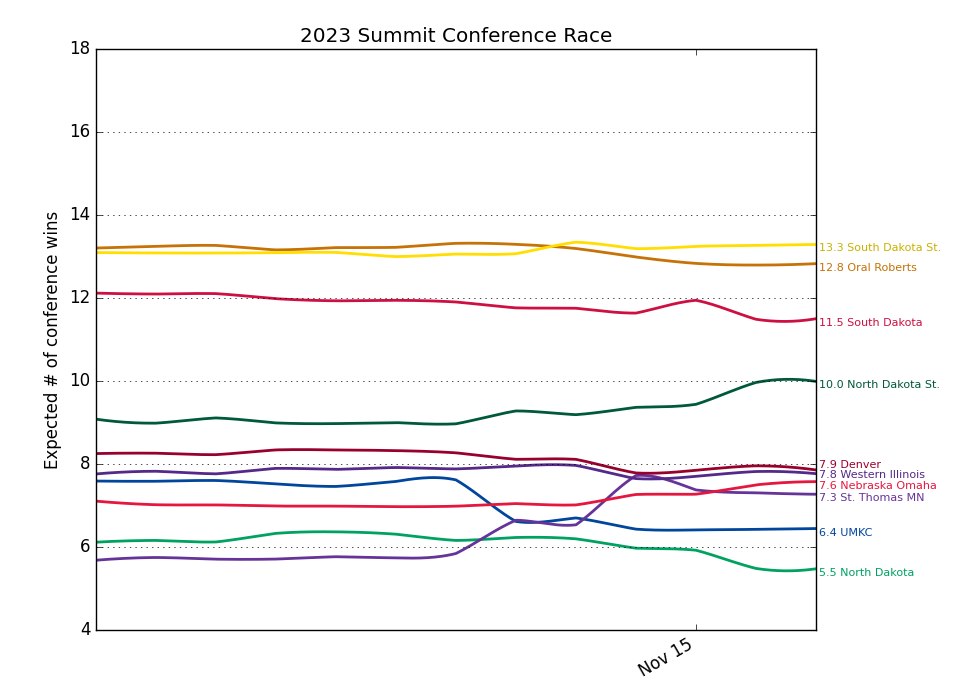 2023 Summit Conference Race
18
16
14
12
10
8
6
4
Expected # of conference wins
Nov 15
13.3 South Dakota St.
12.8 Oral Roberts
11.5 South Dakota
10.0 North Dakota St.
7.9 Denver
7.8 Western Illinois
7.6 Nebraska Omaha
7.3 St. Thomas MN
6.4 UMKC
5.5 North Dakota